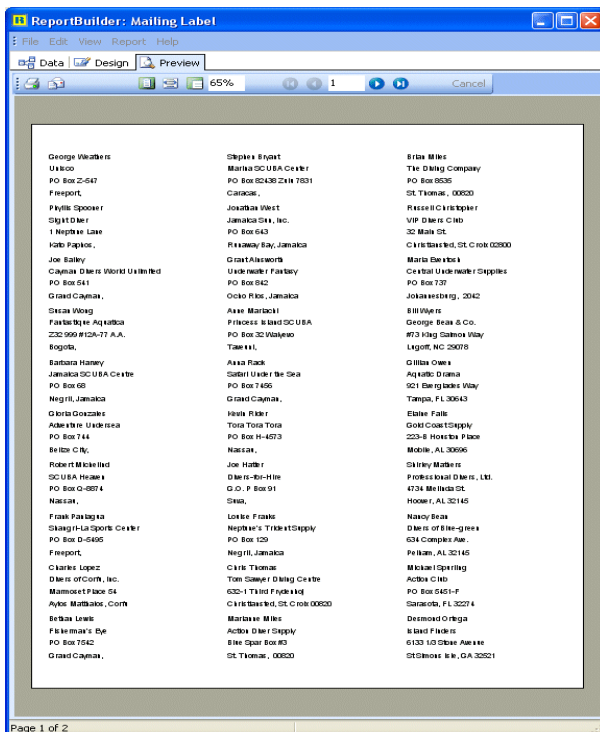 ReportBuilder: Mailing Label
File Edit View Report Help
Data Design Preview
65% 1 Cancel
George Weathers
Unisco
PO Box Z-547
Freeport,
Stephen Bryant
Marina SCUBA Center
PO Box 82438 Zulu 7831
Caracas,
Brian Miles
The Diving Company
PO Box 8535
St. Thomas, 00820
Phyllis Spooner
Sight Diver
1 Neptune Lane
Kato Paphos,
Jonathan West
Jamaica Sun, Inc.
PO Box 643
Runaway Bay, Jamaica
Russell Christopher
VIP Divers Club
32 Main St.
Christiansted, St. Croix 02800
Joe Bailey
Cayman Divers World Unlimited
PO Box 541
Grand Cayman,
Grant Ainsworth
Underwater Fantasy
PO Box 842
Ocho Rios, Jamaica
Maria Eventosh
Central Underwater Supplies
PO Box 737
Johannesburg, 2042
Susan Wong
Fantastique Aquatica
Z32 999 #12A-77 A.A.
Bogota,
Anne Mariachi
Princess Island SCUBA
PO Box 32 Waiyevo
Taveuni,
Bill Wyers
George Bean & Co.
#73 King Salmon Way
Lugoff, NC 29078
Barbara Harvey
Jamaica SCUBA Centre
PO Box 68
Negril, Jamaica
Anna Rack
Safari Under the Sea
PO Box 7456
Grand Cayman,
Gillian Owen
Aquatic Drama
921 Everglades Way
Tampa, FL 30643
Gloria Gonzales
Adventure Undersea
PO Box 744
Belize City,
Kevin Rider
Tora Tora Tora
PO Box H-4573
Nassau,
Elaine Falls
Gold Coast Supply
223-B Houston Place
Mobile, AL 30696
Robert Michelind
SCUBA Heaven
PO Box Q-8874
Nassau,
Joe Hatter
Divers-for-Hire
G.O. P Box 91
Suva,
Shirley Mathers
Professional Divers, Ltd.
4734 Melinda St.
Hoover, AL 32145
Frank Paniagua
Shangri-La Sports Center
PO Box D-5495
Freeport,
Louise Franks
Neptune's Trident Supply
PO Box 129
Negril, Jamaica
Nancy Bean
Divers of Blue-green
634 Complex Ave.
Pelham, AL 32145
Charles Lopez
Divers of Corfu, Inc.
Marmoset Place 54
Ayios Matthaios, Corfu
Chris Thomas
Tom Sawyer Diving Centre
632-1 Third Frydenhoj
Christiansted, St. Croix 00820
Michael Spurling
Action Club
PO Box 5451-F
Sarasota, FL 32274
Bethan Lewis
Fisherman's Eye
PO Box 7542
Grand Cayman,
Marianne Miles
Action Diver Supply
Blue Spar Box #3
St. Thomas, 00820
Desmond Ortega
Island Finders
6133 1/3 Stone Avenue
St Simons Isle, GA 32521
Page 1 of 2